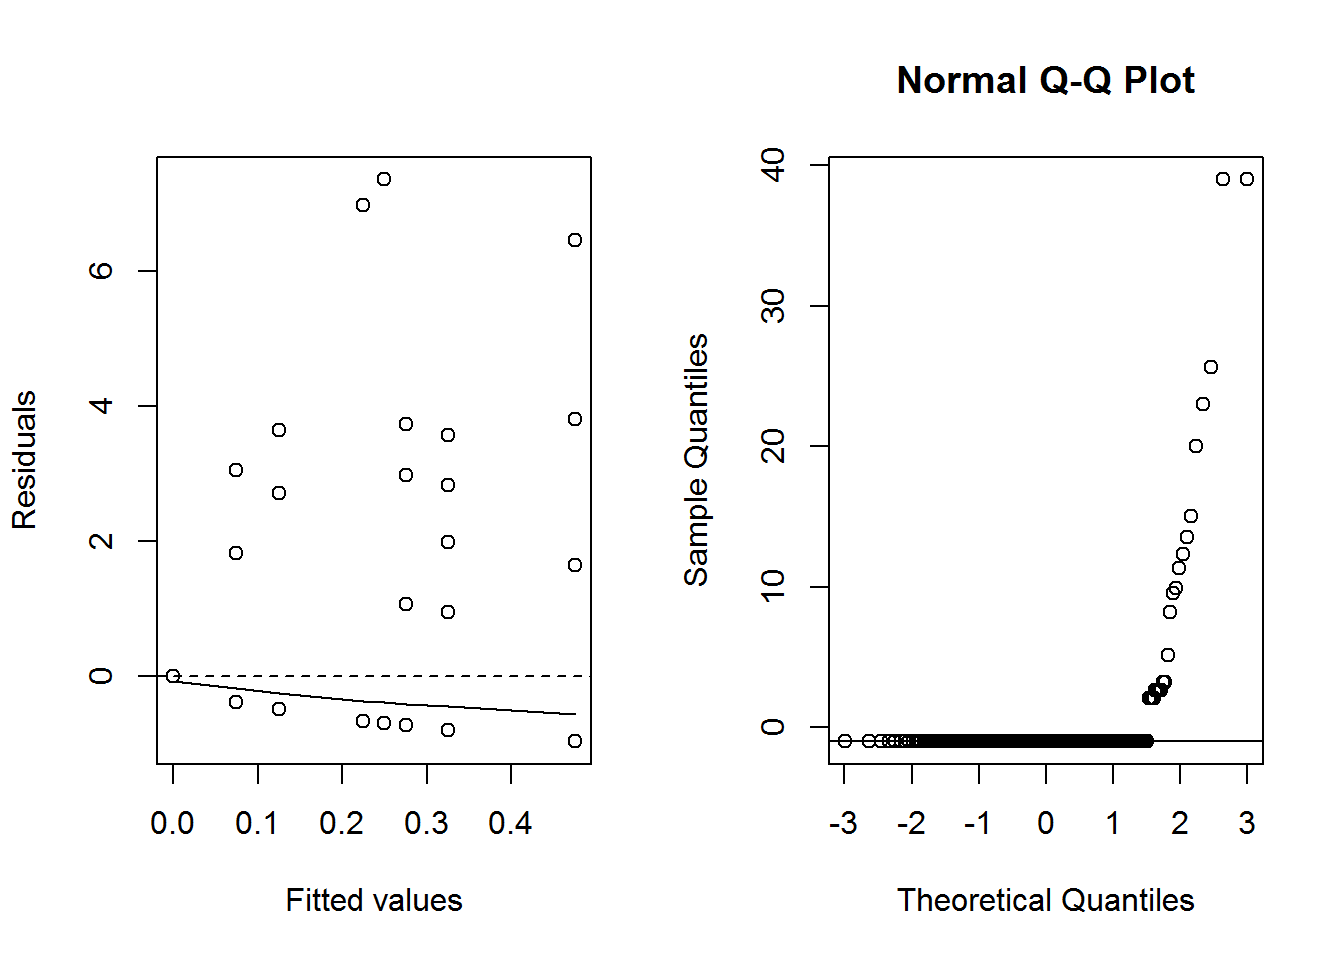 Residuals
0 2 4 6
0.0 0.1 0.2 0.3 0.4
Fitted values
Normal Q-Q Plot
Sample Quantiles
0 10 20 30 40
-3 -2 -1 0 1 2 3
Theoretical Quantiles